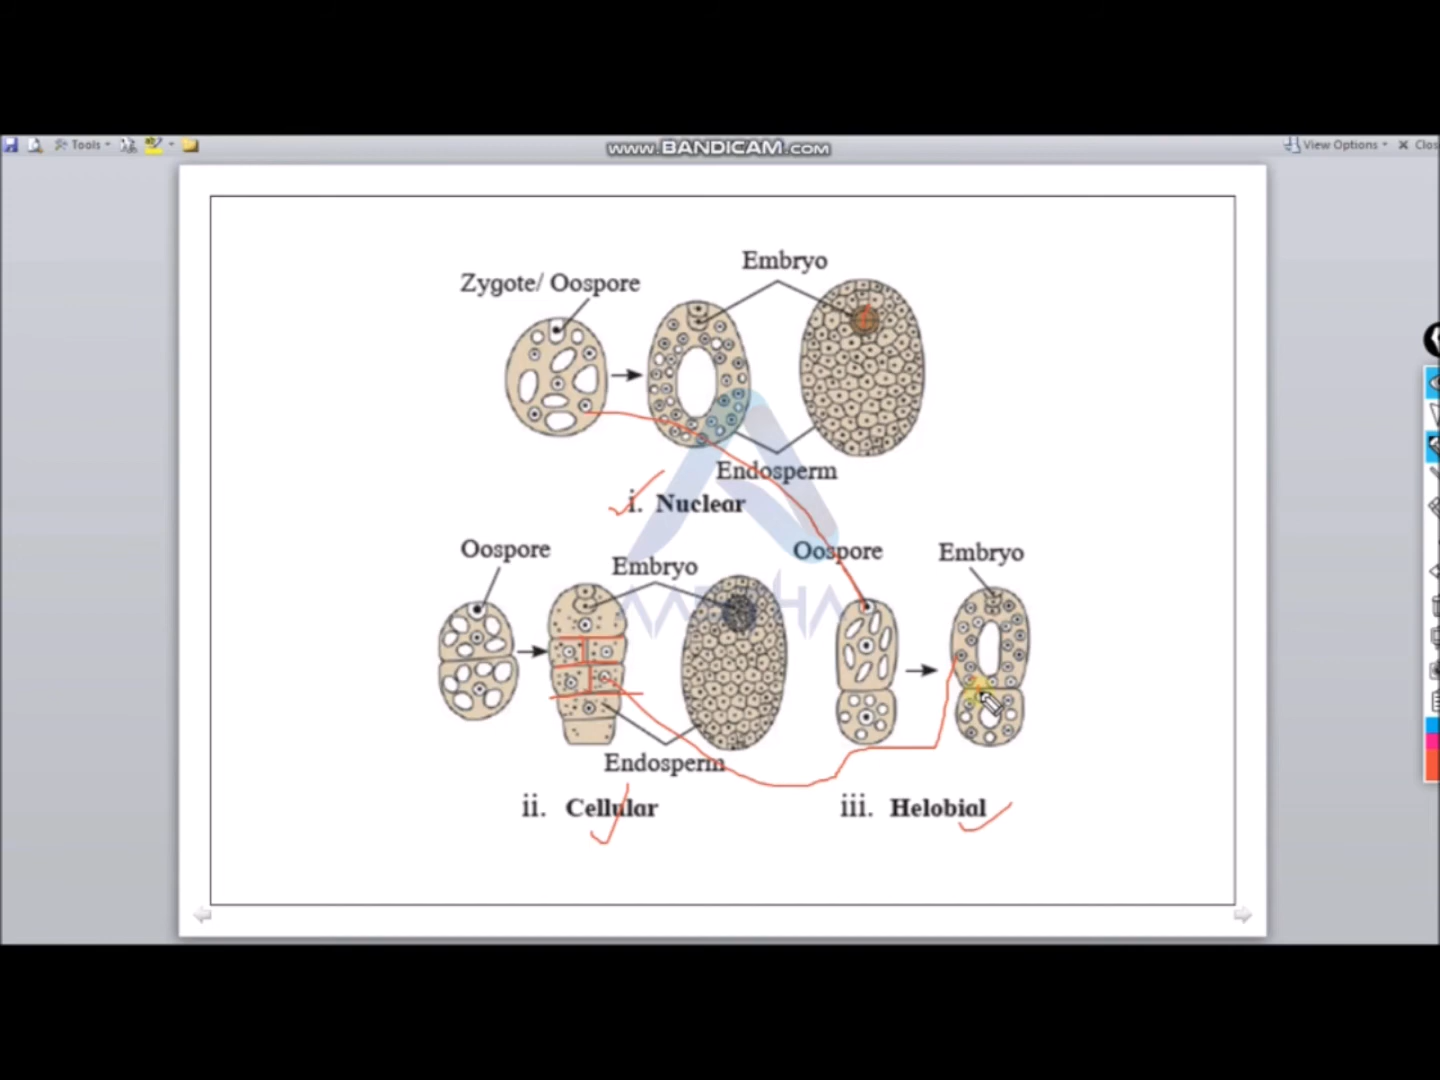 Tools
www.BANDICAM.com
View Options
Embryo
Zygote/ Oospore
Endosperm
i. Nuclear
Oospore
Embryo
Oospore
Embryo
Endosperm
ii. Cellular
iii. Helobial